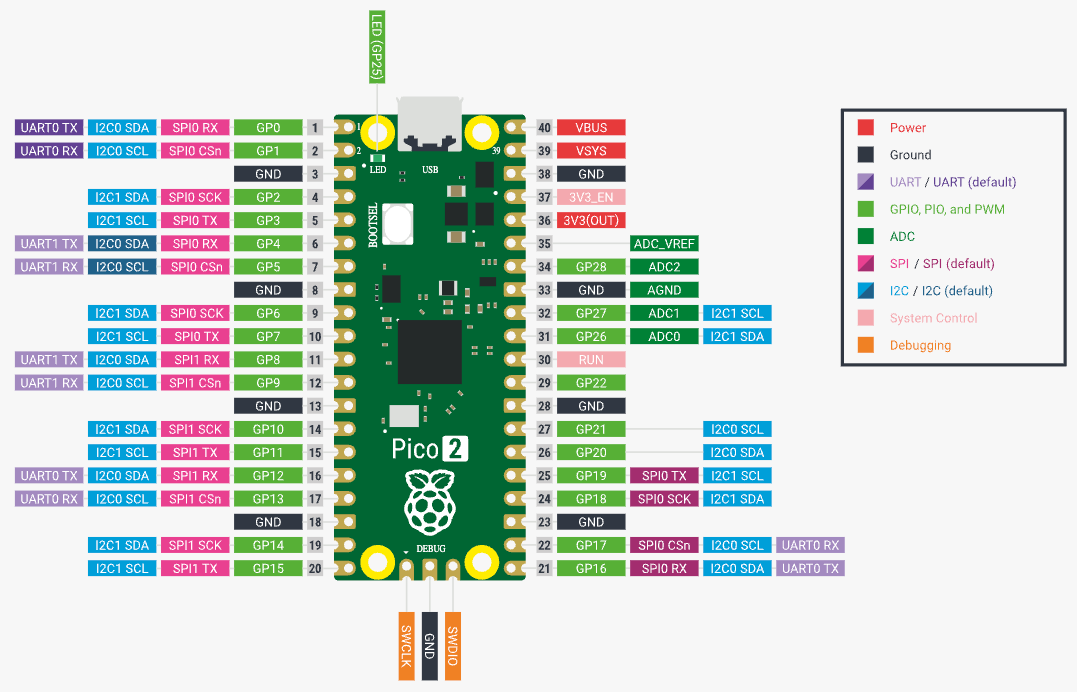 LED (GP25)
UART0 TX I2C0 SDA SPI0 RX GP0 1 1 40 VBUS
UART0 RX I2C0 SCL SPI0 CSn GP1 2 2 39 39 VSYS
GND 3 LED USB 38 GND
I2C1 SDA SPI0 SCK GP2 4 37 3V3_EN
I2C1 SCL SPI0 TX GP3 5 BOOTSEL 36 3V3(OUT)
UART1 TX I2C0 SDA SPI0 RX GP4 6 35 ADC_VREF
UART1 RX I2C0 SCL SPI0 CSn GP5 7 34 GP28 ADC2
GND 8 33 GND AGND
I2C1 SDA SPI0 SCK GP6 9 32 GP27 ADC1 I2C1 SCL
I2C1 SCL SPI0 TX GP7 10 31 GP26 ADC0 I2C1 SDA
UART1 TX I2C0 SDA SPI1 RX GP8 11 30 RUN
UART1 RX I2C0 SCL SPI1 CSn GP9 12 29 GP22
GND 13 28 GND
I2C1 SDA SPI1 SCK GP10 14 27 GP21 I2C0 SCL
I2C1 SCL SPI1 TX GP11 15 Pico 2 26 GP20 I2C0 SDA
UART0 TX I2C0 SDA SPI1 RX GP12 16 25 GP19 SPI0 TX I2C1 SCL
UART0 RX I2C0 SCL SPI1 CSn GP13 17 24 GP18 SPI0 SCK I2C1 SDA
GND 18 23 GND
I2C1 SDA SPI1 SCK GP14 19 DEBUG 22 GP17 SPI0 CSn I2C0 SCL UART0 RX
I2C1 SCL SPI1 TX GP15 20 21 GP16 SPI0 RX I2C0 SDA UART0 TX
SWCLK GND SWDIO
Power
Ground
UART / UART (default)
GPIO, PIO, and PWM
ADC
SPI / SPI (default)
I2C / I2C (default)
System Control
Debugging